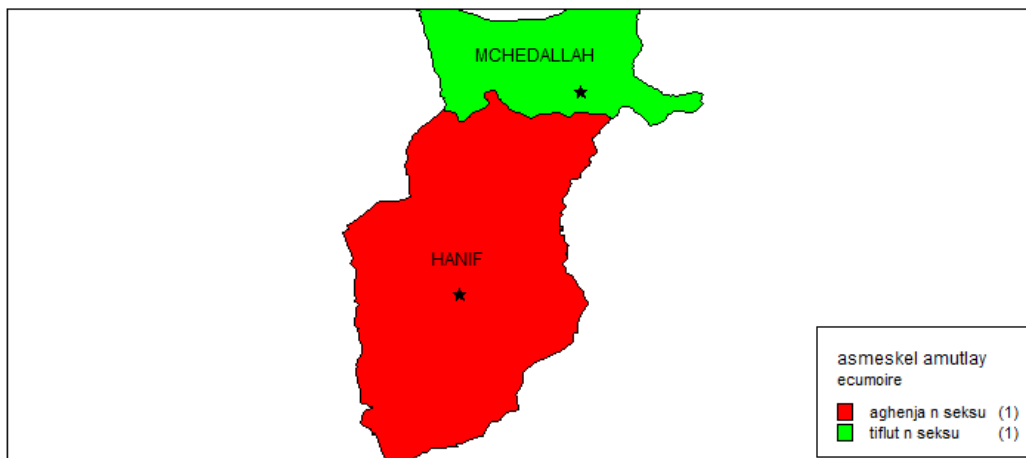 MCHEDALLAH
HANIF
asmeskel amutlay
ecumoire
aghenja n seksu (1)
tiflut n seksu (1)